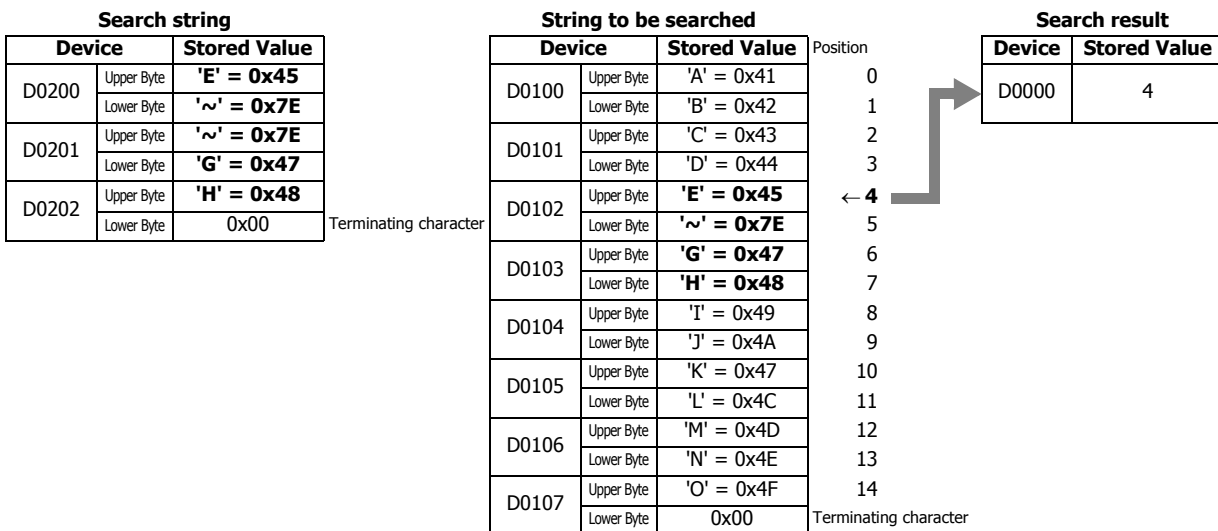 Search string String to be searched Search result
Device Stored Value Device Stored Value Position Device Stored Value
D0200 Upper Byte 'E' = 0x45 D0100 Upper Byte 'A' = 0x41 0 D0000 4
Lower Byte '~' = 0x7E Lower Byte 'B' = 0x42 1
D0201 Upper Byte '~' = 0x7E D0101 Upper Byte 'C' = 0x43 2
Lower Byte 'G' = 0x47 Lower Byte 'D' = 0x44 3
D0202 Upper Byte 'H' = 0x48 D0102 Upper Byte 'E' = 0x45 ← 4
Lower Byte 0x00 Terminating character Lower Byte '~' = 0x7E 5
D0103 Upper Byte 'G' = 0x47 6
Lower Byte 'H' = 0x48 7
D0104 Upper Byte 'I' = 0x49 8
Lower Byte 'J' = 0x4A 9
D0105 Upper Byte 'K' = 0x47 10
Lower Byte 'L' = 0x4C 11
D0106 Upper Byte 'M' = 0x4D 12
Lower Byte 'N' = 0x4E 13
D0107 Upper Byte 'O' = 0x4F 14
Lower Byte 0x00 Terminating character